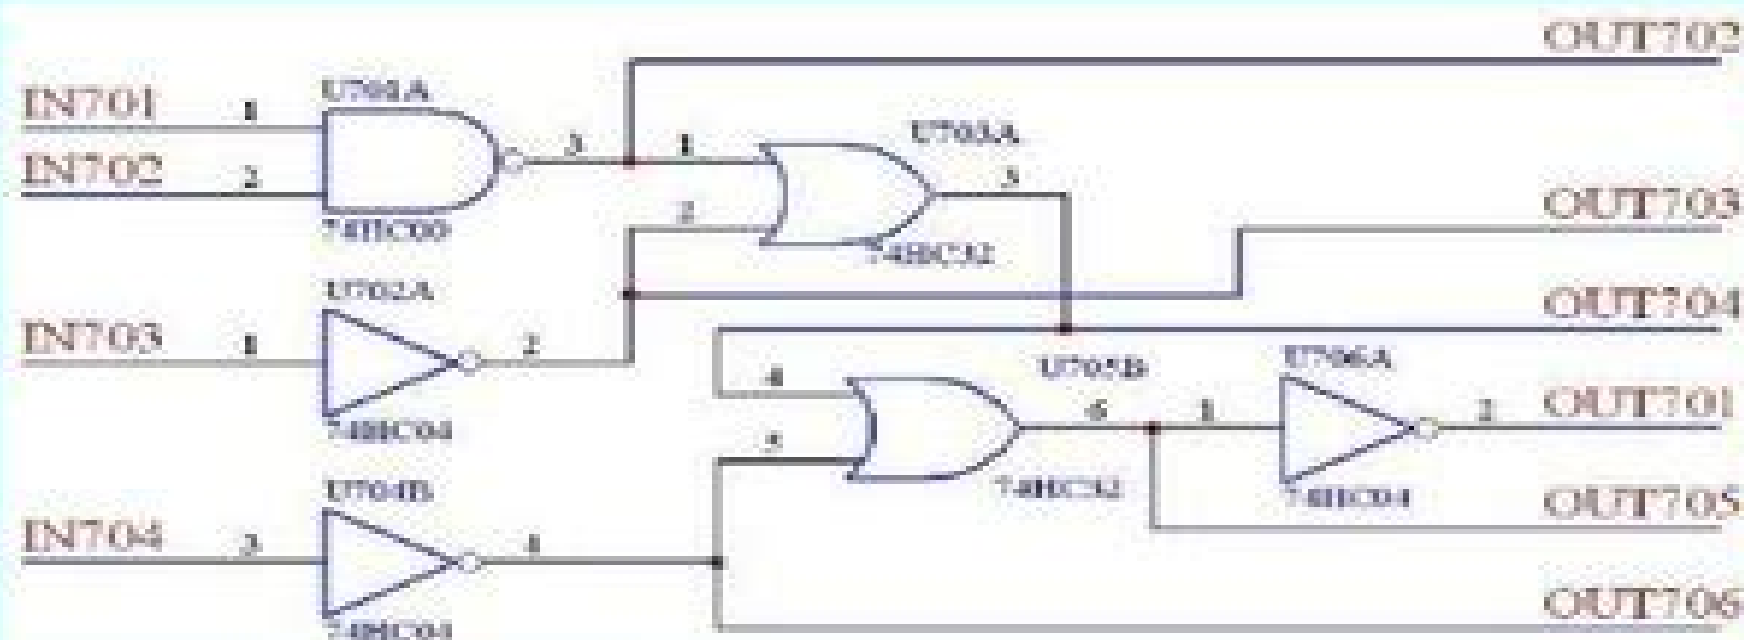 OUT702
U701A
IN701 1
3 1
U703A
IN702 2
3
2
OUT703
74HC00
74HC32
U702A
OUT704
IN703 1
2
U706A
4
U705B
6 1
2 OUT701
74HC04
5
U704B
74HC32
74HC04
OUT705
IN704 3
4
OUT706
74HC04